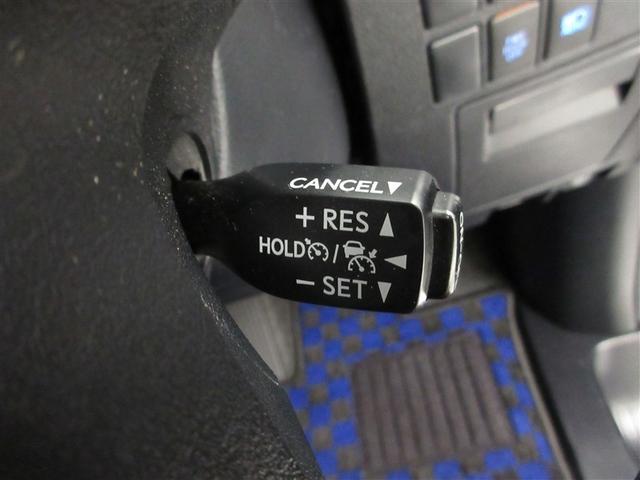 CANCEL▼
+ RES ▲
HOLD / ◀
− SET ▼